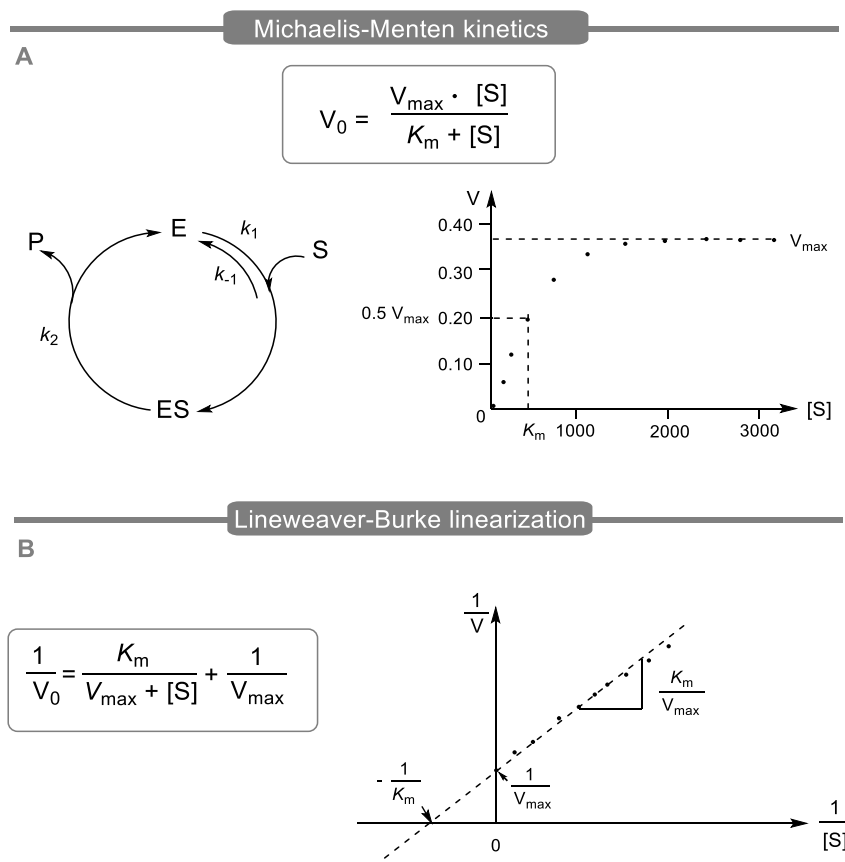 Michaelis-Menten kinetics
A
V₀ = Vmax · [S] / Km + [S]
E
k₁
P
S
k-1
k₂
ES
V
0.40
Vmax
0.30
0.5 Vmax
0.20
0.10
0
Km
1000
2000
3000
[S]
Lineweaver-Burke linearization
B
1/V₀ = Km / Vmax + [S] + 1/Vmax
1/V
Km/Vmax
- 1/Km
1/Vmax
0
1/[S]